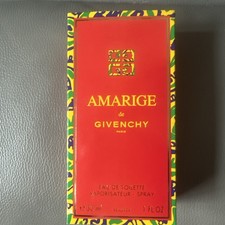 AMARIGE
de
GIVENCHY
PARIS
EAU DE TOILETTE
VAPORISATEUR SPRAY